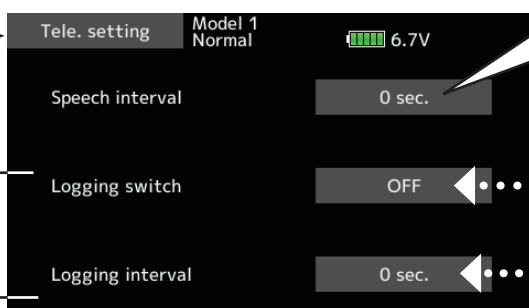 Tele. setting
Model 1
Normal
6.7V
Speech interval
0 sec.
Logging switch
OFF
Logging interval
0 sec.